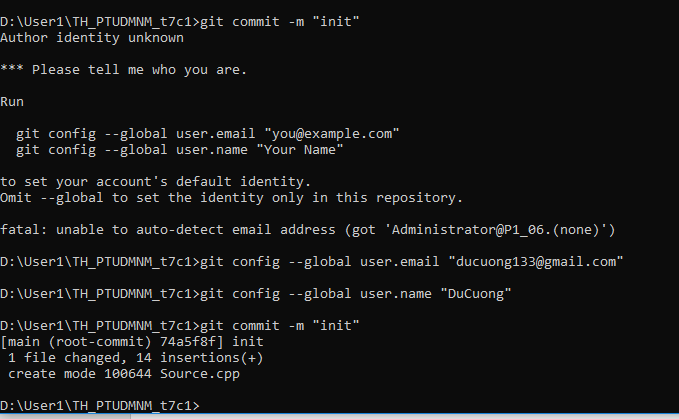 D:\User1\TH_PTUDMNM_t7c1>git commit -m "init"
Author identity unknown
*** Please tell me who you are.
Run
git config --global user.email "you@example.com"
git config --global user.name "Your Name"
to set your account's default identity.
Omit --global to set the identity only in this repository.
fatal: unable to auto-detect email address (got 'Administrator@P1_06.(none)')
D:\User1\TH_PTUDMNM_t7c1>git config --global user.email "ducuong133@gmail.com"
D:\User1\TH_PTUDMNM_t7c1>git config --global user.name "DuCuong"
D:\User1\TH_PTUDMNM_t7c1>git commit -m "init"
[main (root-commit) 74a5f8f] init
1 file changed, 14 insertions(+)
create mode 100644 Source.cpp
D:\User1\TH_PTUDMNM_t7c1>